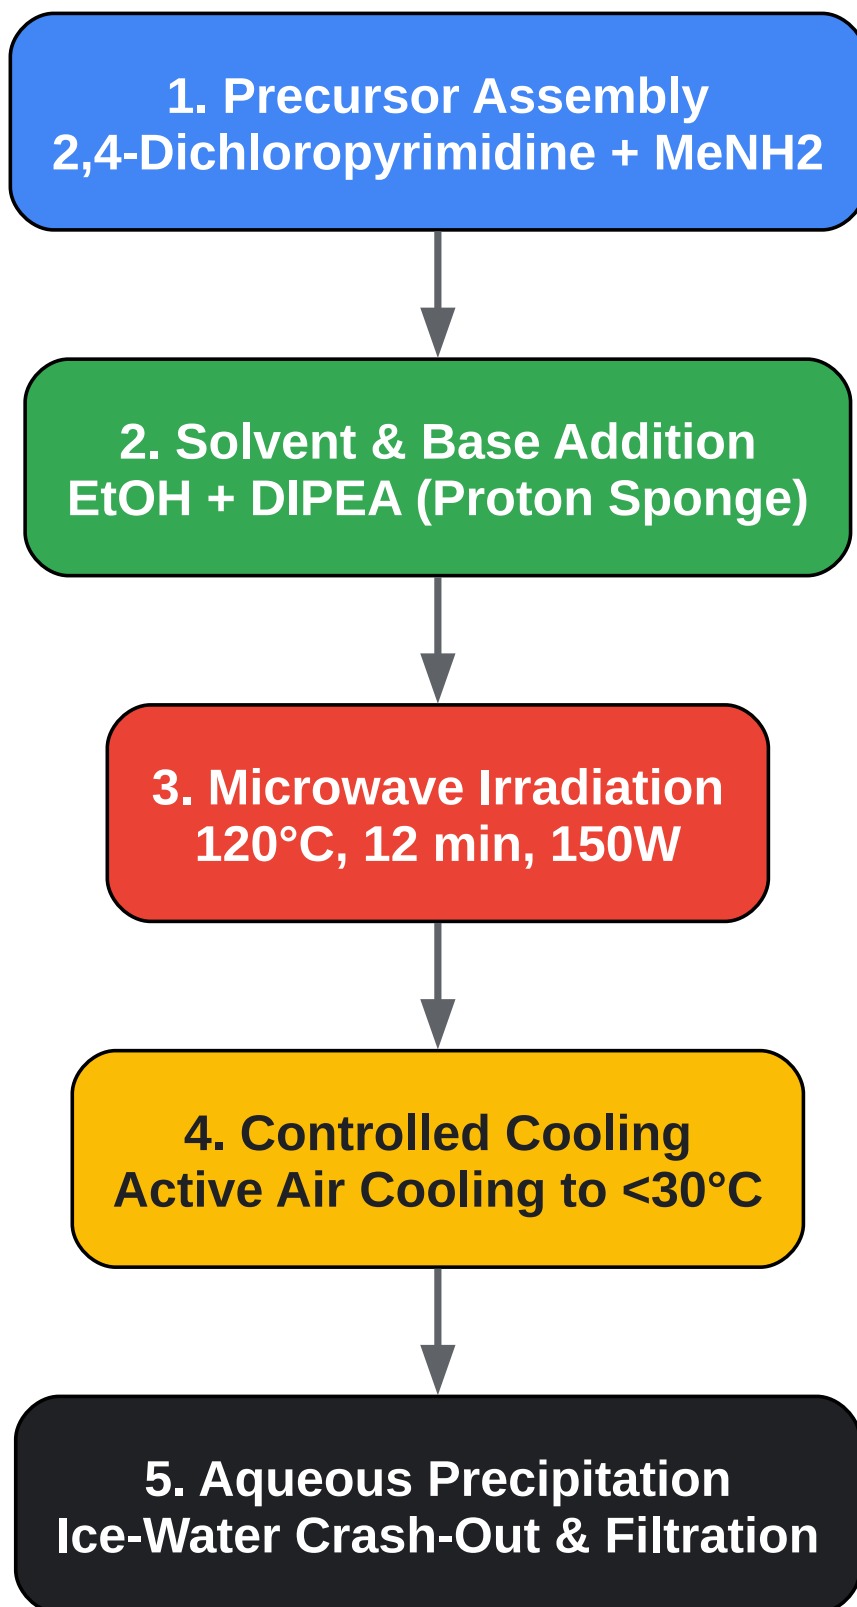 1. Precursor Assembly
2,4-Dichloropyrimidine + MeNH2
2. Solvent & Base Addition
EtOH + DIPEA (Proton Sponge)
3. Microwave Irradiation
120°C, 12 min, 150W
4. Controlled Cooling
Active Air Cooling to <30°C
5. Aqueous Precipitation
Ice-Water Crash-Out & Filtration